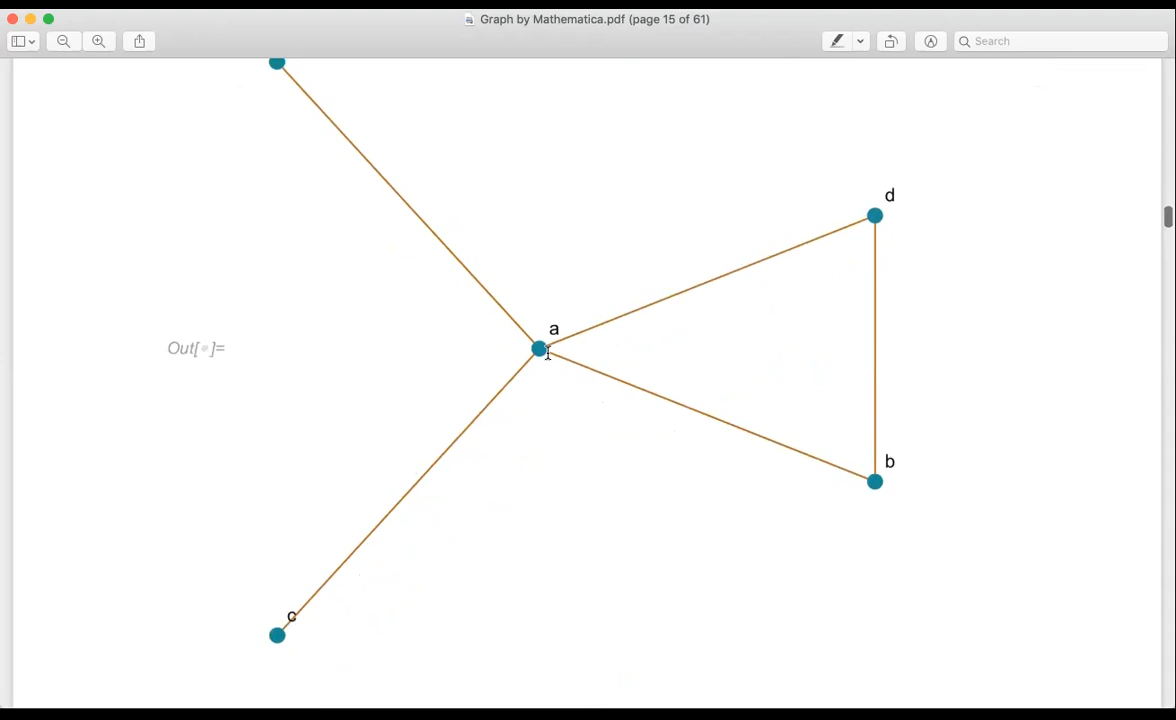 Graph by Mathematica.pdf (page 15 of 61)
Search
d
a
Out[ ]=
b
c